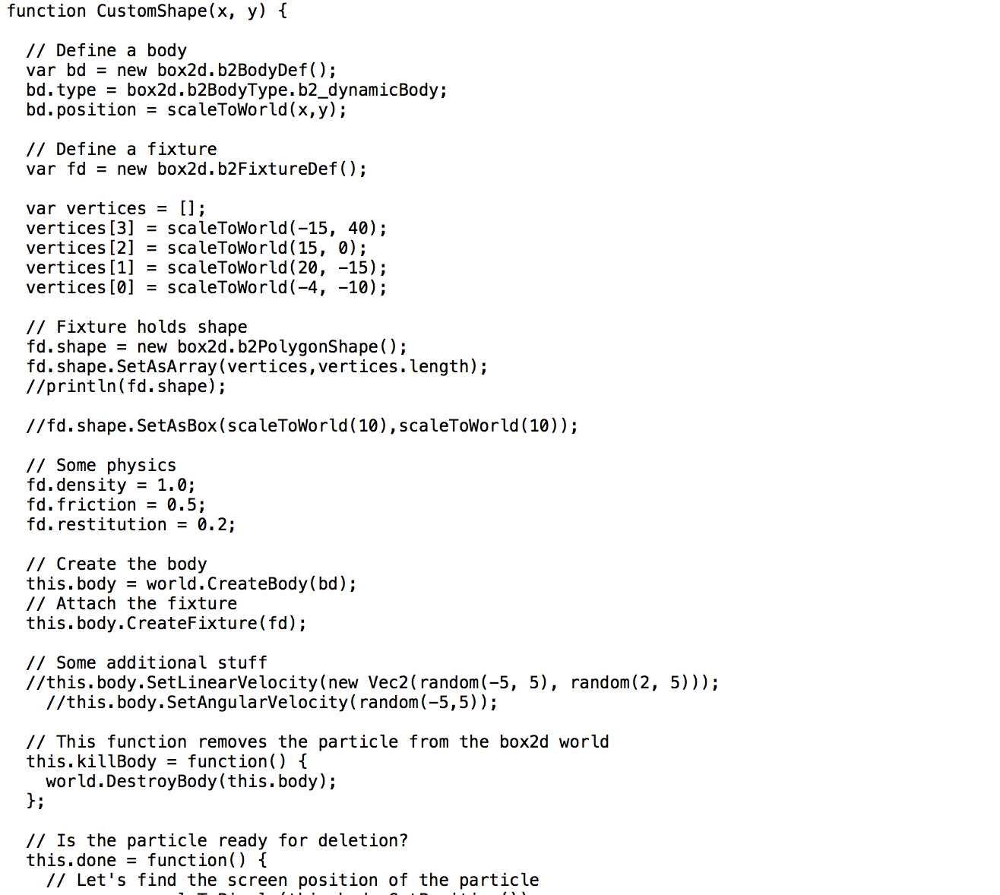 function CustomShape(x, y) {
// Define a body
var bd = new box2d.b2BodyDef();
bd.type = box2d.b2BodyType.b2_dynamicBody;
bd.position = scaleToWorld(x,y);
// Define a fixture
var fd = new box2d.b2FixtureDef();
var vertices = [];
vertices[3] = scaleToWorld(-15, 40);
vertices[2] = scaleToWorld(15, 0);
vertices[1] = scaleToWorld(20, -15);
vertices[0] = scaleToWorld(-4, -10);
// Fixture holds shape
fd.shape = new box2d.b2PolygonShape();
fd.shape.SetAsArray(vertices,vertices.length);
//println(fd.shape);
//fd.shape.SetAsBox(scaleToWorld(10),scaleToWorld(10));
// Some physics
fd.density = 1.0;
fd.friction = 0.5;
fd.restitution = 0.2;
// Create the body
this.body = world.CreateBody(bd);
// Attach the fixture
this.body.CreateFixture(fd);
// Some additional stuff
//this.body.SetLinearVelocity(new Vec2(random(-5, 5), random(2, 5)));
//this.body.SetAngularVelocity(random(-5,5));
// This function removes the particle from the box2d world
this.killBody = function() {
world.DestroyBody(this.body);
};
// Is the particle ready for deletion?
this.done = function() {
// Let's find the screen position of the particle